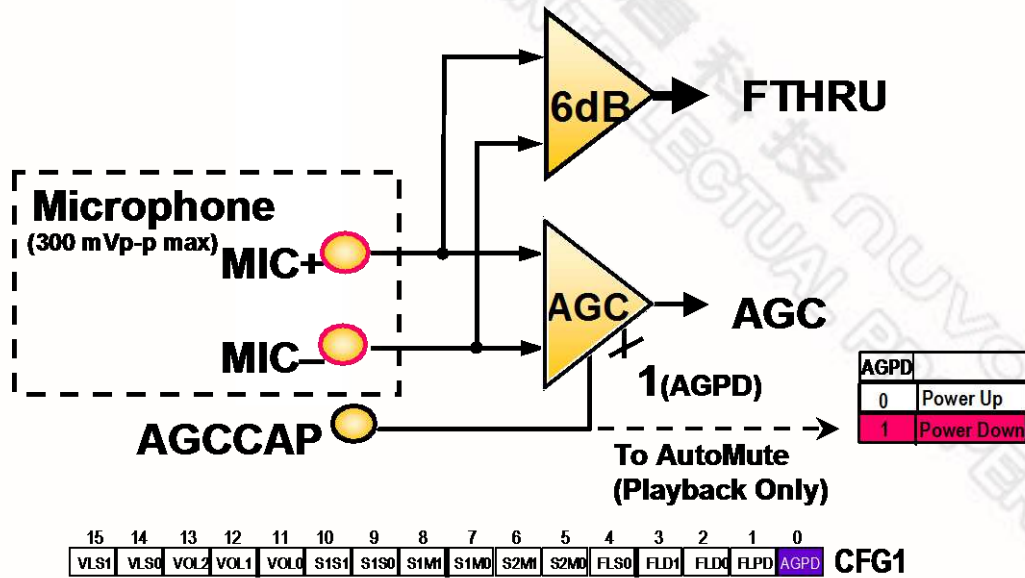 6dB
FTHRU
Microphone
(300 mVp-p max)
MIC+
AGC
AGC
MIC–
1(AGPD)
AGPD
0 Power Up
1 Power Down
AGCCAP
To AutoMute
(Playback Only)
15 14 13 12 11 10 9 8 7 6 5 4 3 2 1 0
VLS1 VLS0 VOL2 VOL1 VOL0 S1S1 S1S0 S1M1 S1M0 S2M1 S2M0 FLS0 FLD1 FLD0 FLPD AGPD CFG1